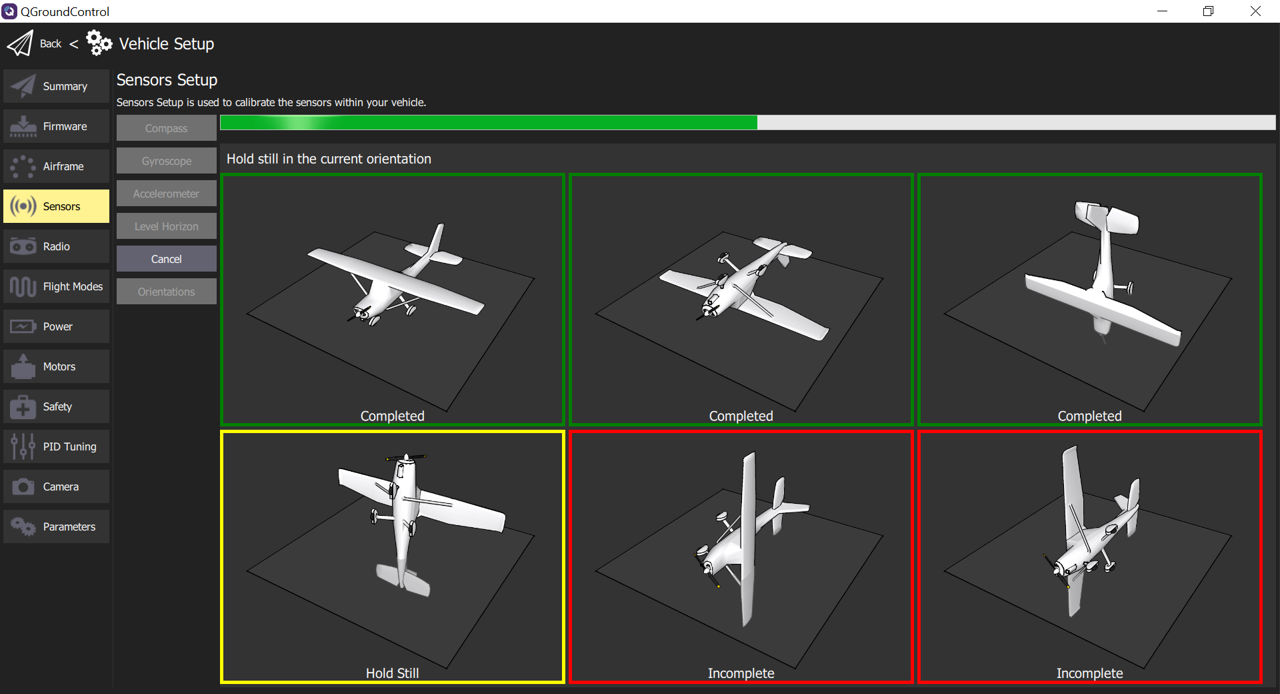 QGroundControl
Back < Vehicle Setup
Summary
Firmware
Airframe
Sensors
Radio
Flight Modes
Power
Motors
Safety
PID Tuning
Camera
Parameters
Sensors Setup
Sensors Setup is used to calibrate the sensors within your vehicle.
Compass
Gyroscope
Accelerometer
Level Horizon
Cancel
Orientations
Hold still in the current orientation
Completed
Completed
Completed
Hold Still
Incomplete
Incomplete